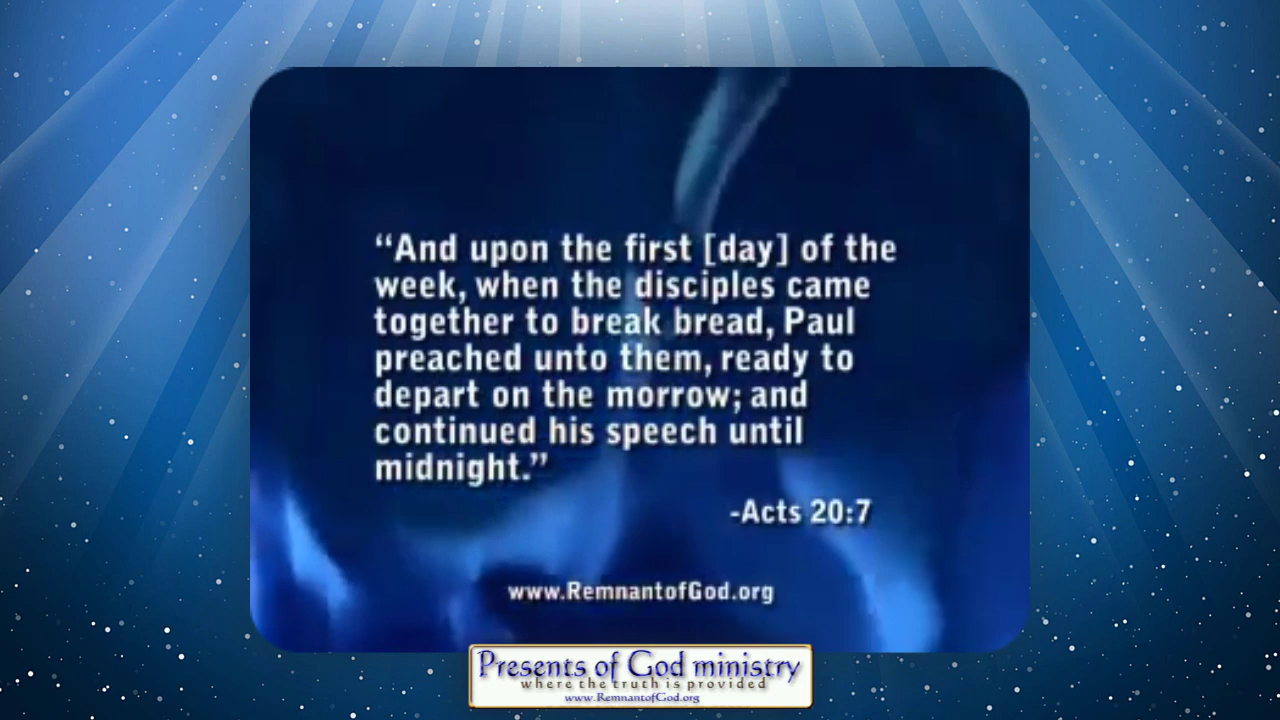 “And upon the first [day] of the
week, when the disciples came
together to break bread, Paul
preached unto them, ready to
depart on the morrow; and
continued his speech until
midnight.”
-Acts 20:7
www.RemnantofGod.org
Presents of God ministry
where the truth is provided
www.RemnantofGod.org